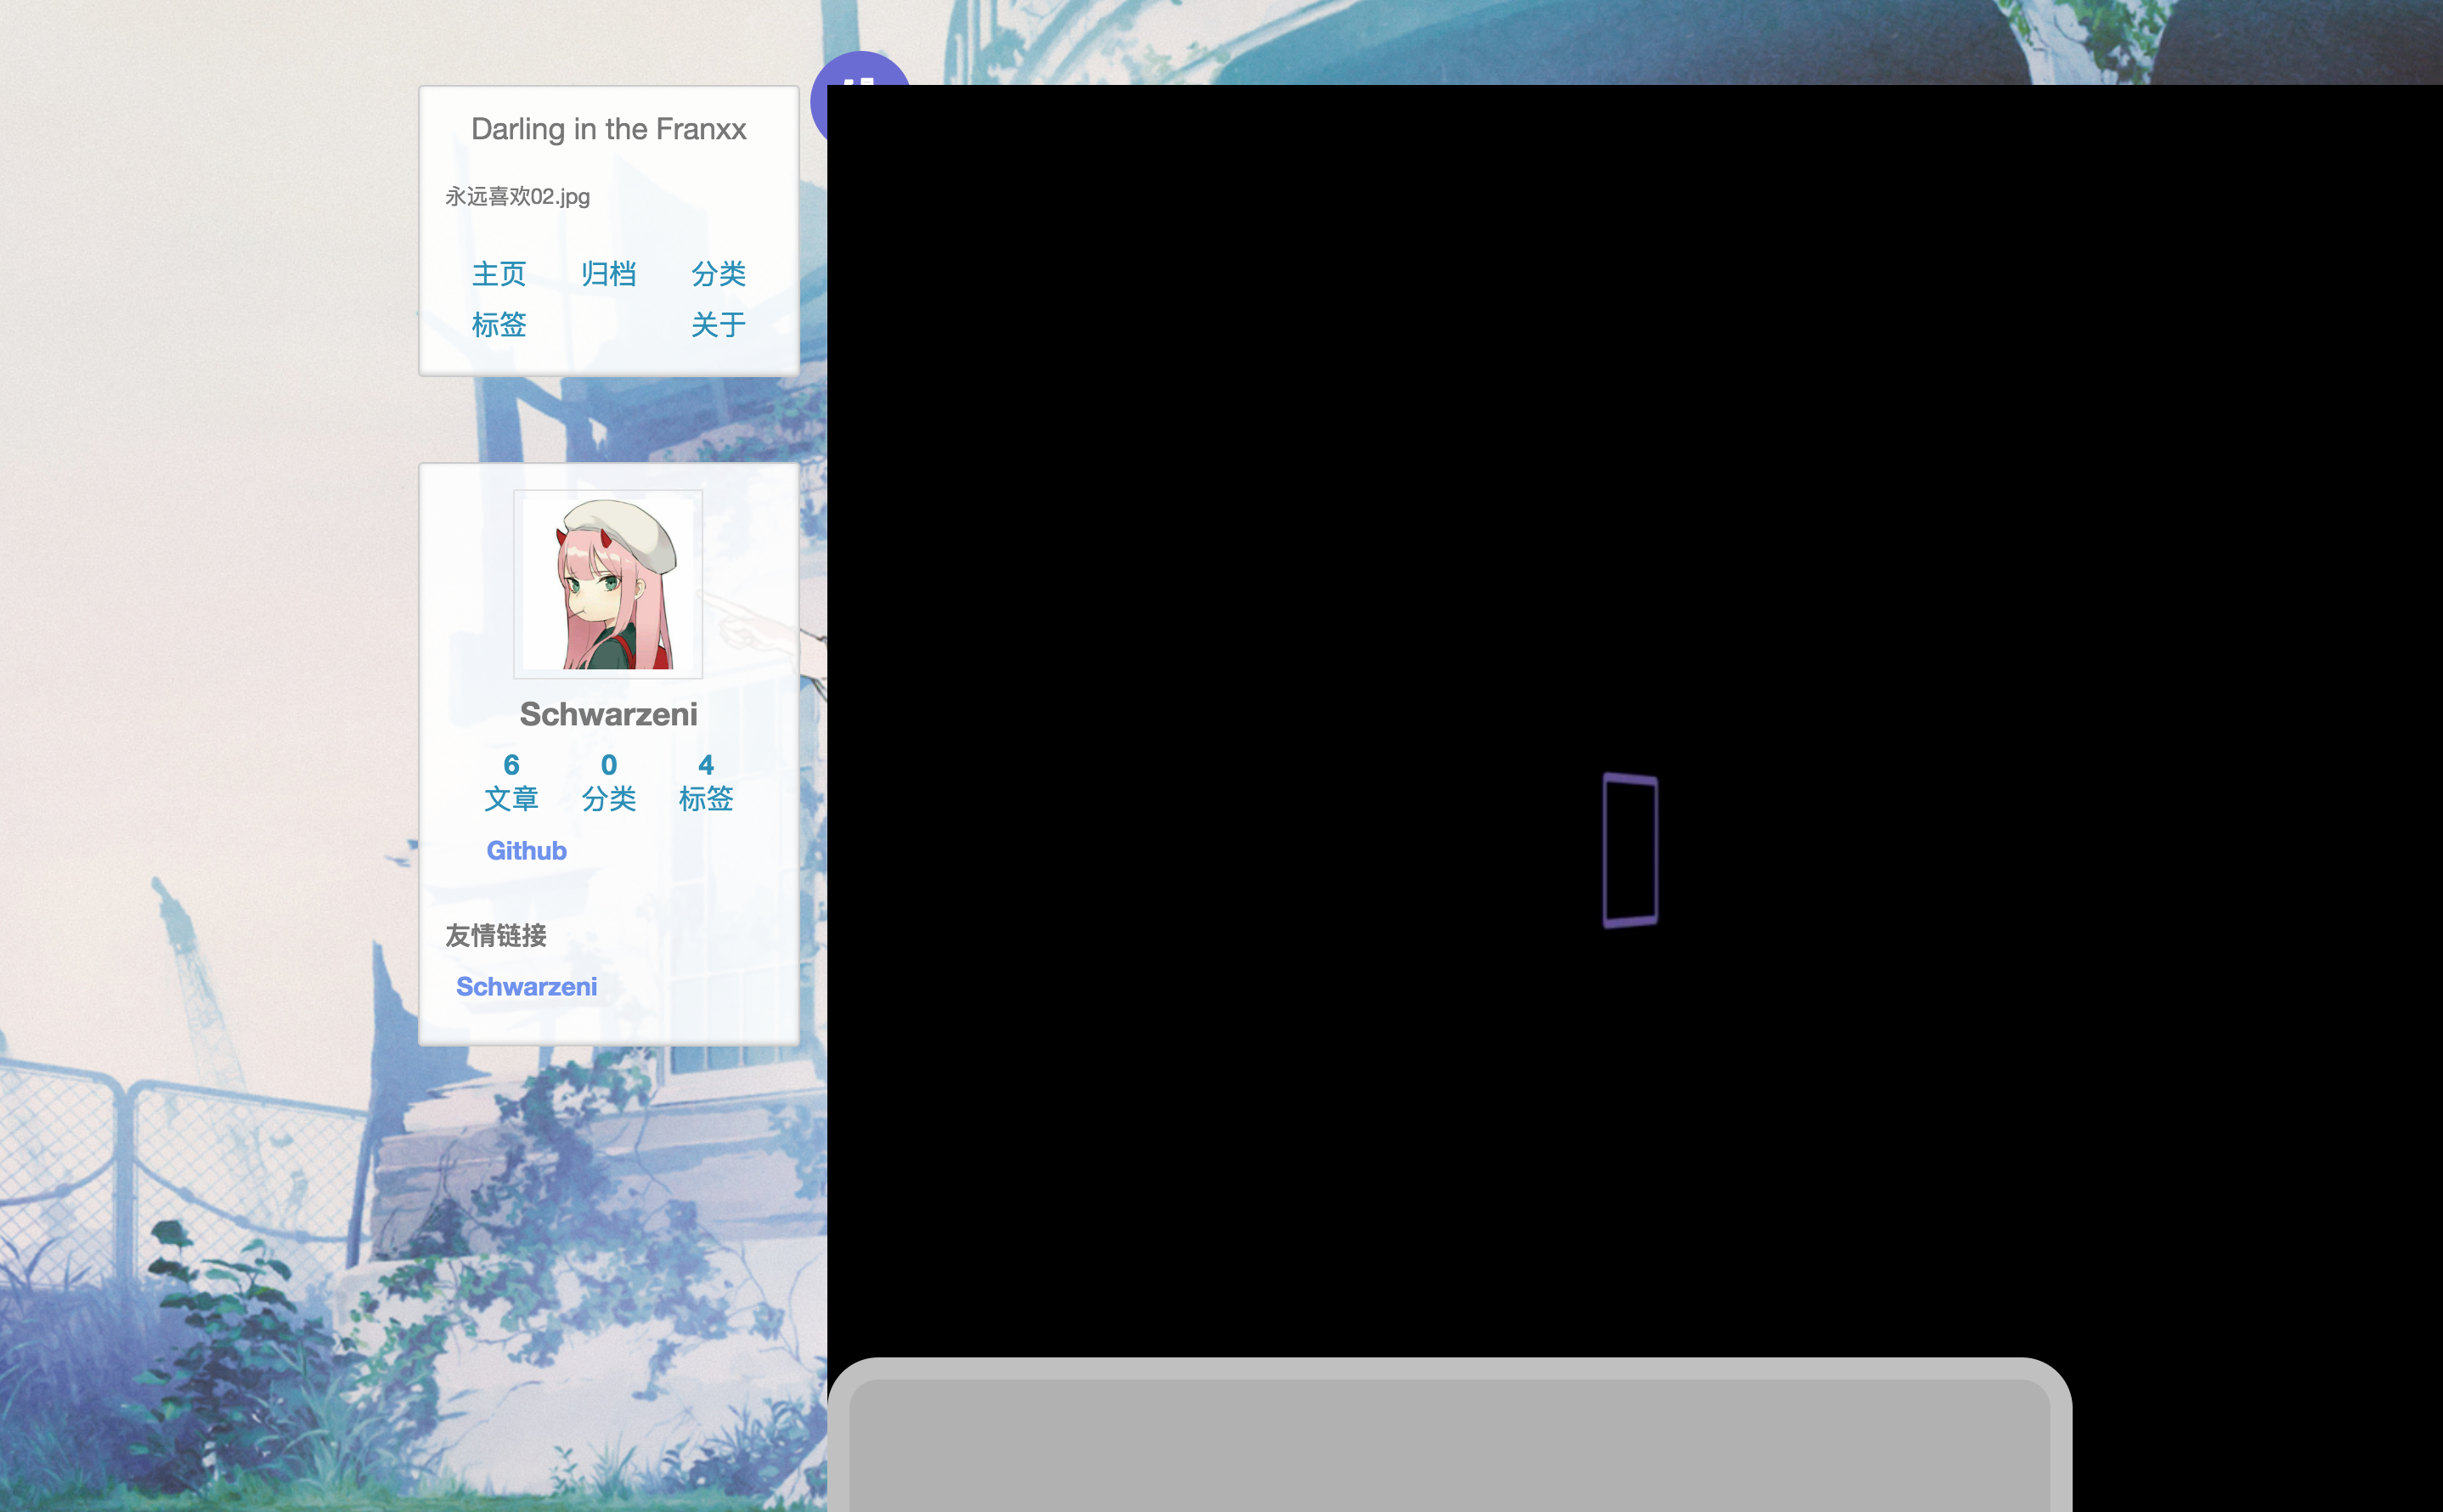 Darling in the Franxx
永远喜欢02.jpg
主页 归档 分类
标签 关于
Schwarzeni
6 0 4
文章 分类 标签
Github
友情链接
Schwarzeni